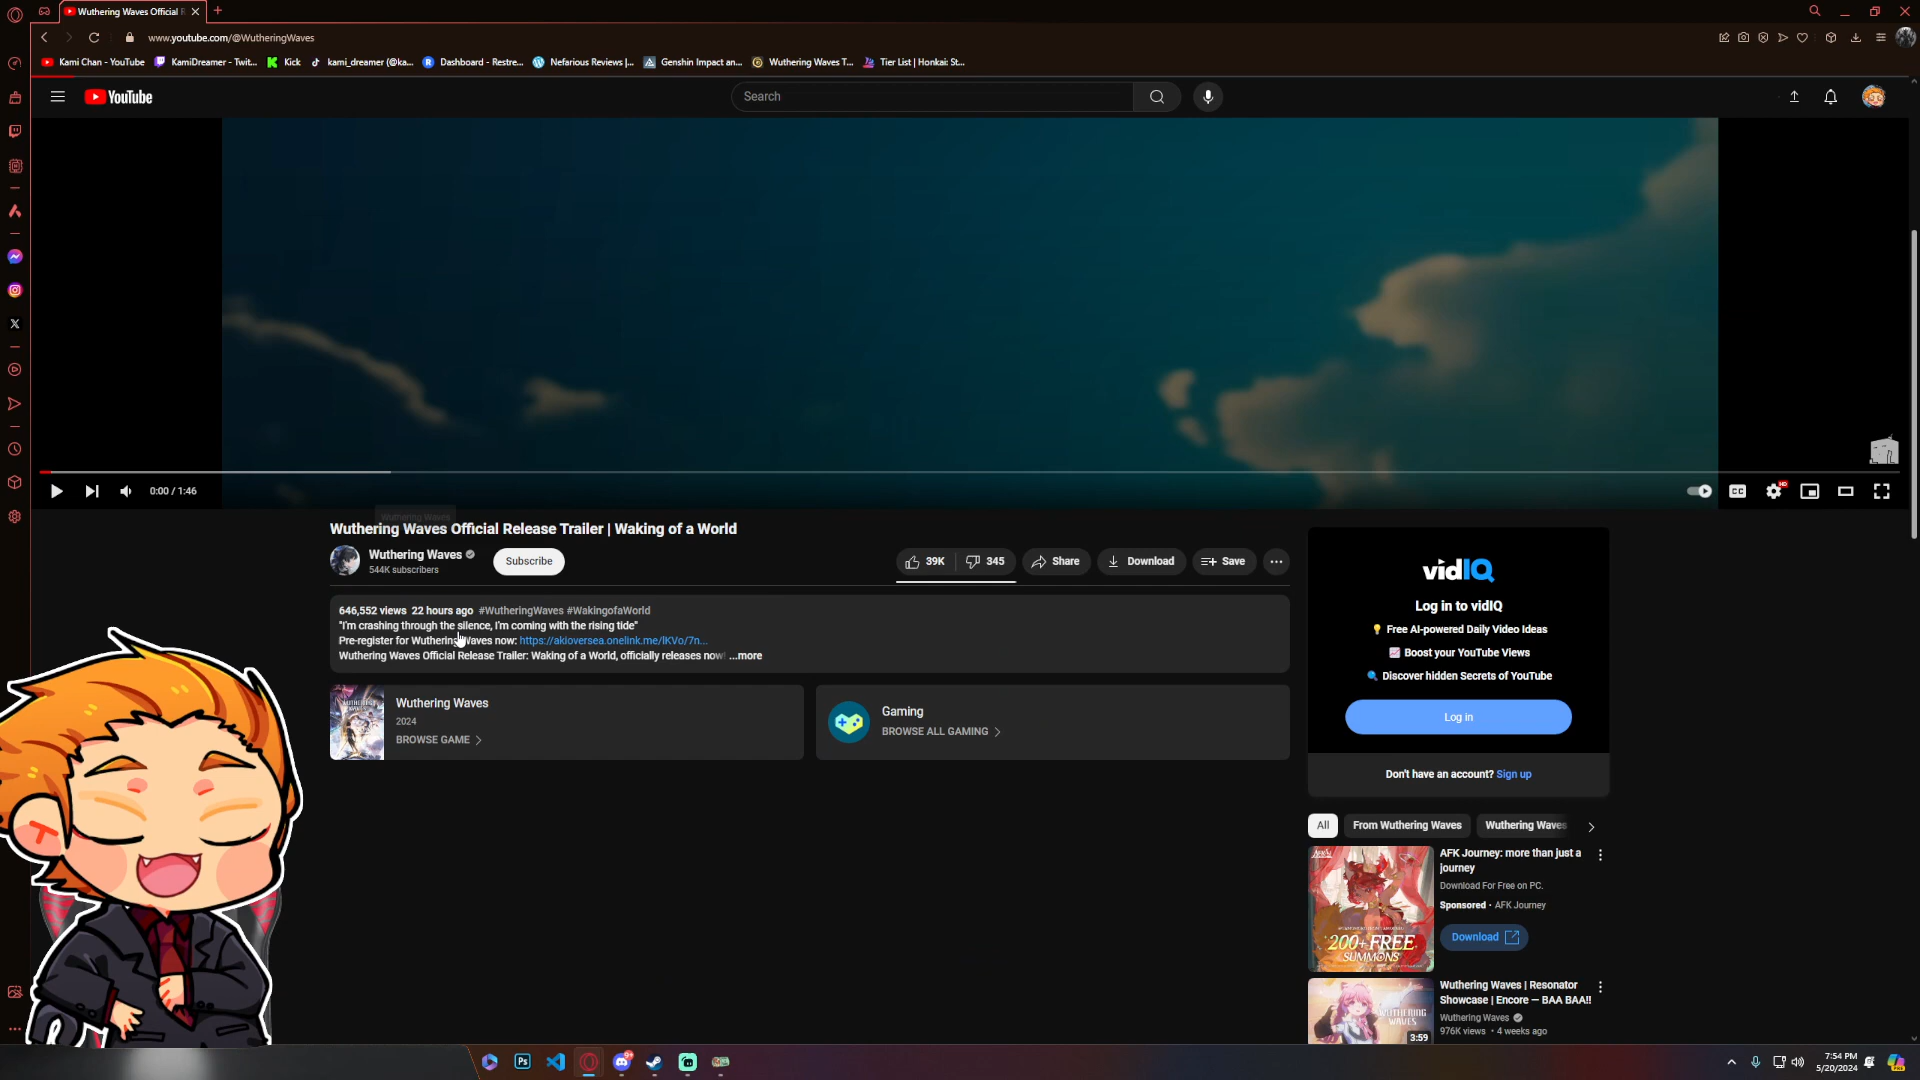 Wuthering Waves Official R
www.youtube.com/@WutheringWaves
Kami Chan - YouTube
KamiDreamer - Twit...
Kick
kami_dreamer (@ka...
Dashboard - Restre...
Nefarious Reviews |...
Genshin Impact an...
Wuthering Waves T...
Tier List | Honkai: St...
YouTube
Search
0:00 / 1:46
CC
HD
Wuthering Waves
Wuthering Waves Official Release Trailer | Waking of a World
Wuthering Waves
544K subscribers
Subscribe
39K
345
Share
Download
Save
646,552 views 22 hours ago #WutheringWaves #WakingofaWorld
"I'm crashing through the silence, I'm coming with the rising tide"
Pre-register for Wuthering Waves now: https://akioversea.onelink.me/lKVo/7n...
Wuthering Waves Official Release Trailer: Waking of a World, officially releases now! ...more
Wuthering Waves
2024
BROWSE GAME
Gaming
BROWSE ALL GAMING
vidIQ
Log in to vidIQ
Free AI-powered Daily Video Ideas
Boost your YouTube Views
Discover hidden Secrets of YouTube
Log in
Don't have an account? Sign up
All
From Wuthering Waves
Wuthering Waves
AFK Journey: more than just a
journey
Download For Free on PC.
Sponsored • AFK Journey
Download
200+FREE
SUMMONS
Wuthering Waves | Resonator
Showcase | Encore — BAA BAA!!
Wuthering Waves
976K views • 4 weeks ago
WUTHERING
WAVES
3:59
Ps
7:54 PM
5/20/2024